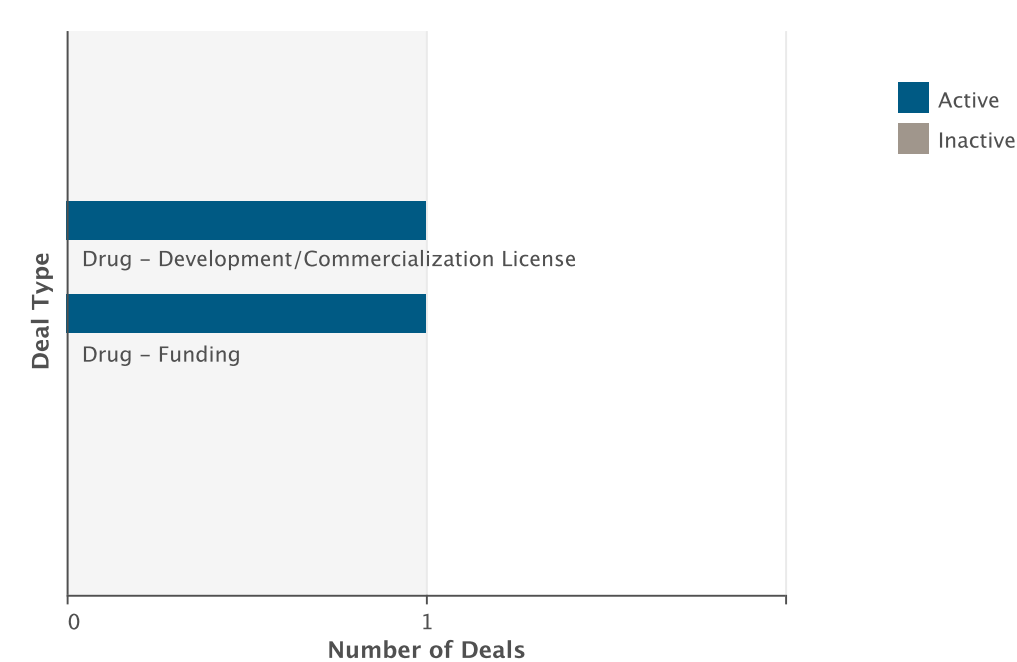 Active
Inactive
Drug – Development/Commercialization License
Drug – Funding
Deal Type
0
1
Number of Deals